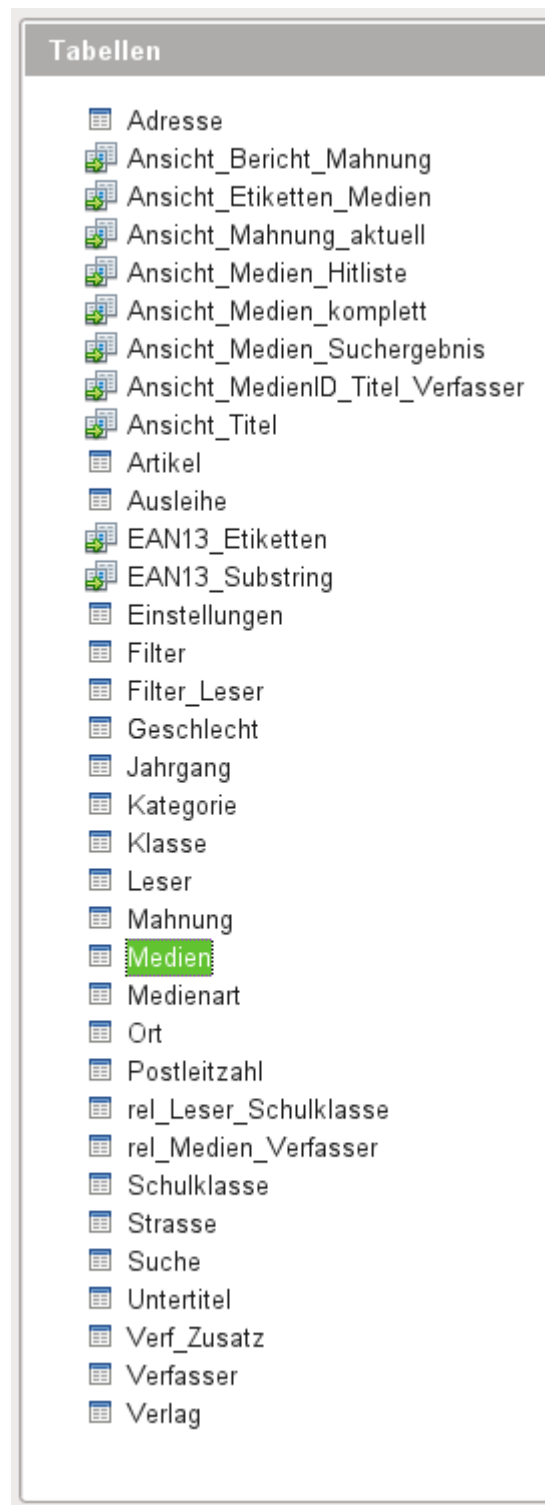 Tabellen
Adresse
Ansicht_Bericht_Mahnung
Ansicht_Etiketten_Medien
Ansicht_Mahnung_aktuell
Ansicht_Medien_Hitliste
Ansicht_Medien_komplett
Ansicht_Medien_Suchergebnis
Ansicht_MedienID_Titel_Verfasser
Ansicht_Titel
Artikel
Ausleihe
EAN13_Etiketten
EAN13_Substring
Einstellungen
Filter
Filter_Leser
Geschlecht
Jahrgang
Kategorie
Klasse
Leser
Mahnung
Medien
Medienart
Ort
Postleitzahl
rel_Leser_Schulklasse
rel_Medien_Verfasser
Schulklasse
Strasse
Suche
Untertitel
Verf_Zusatz
Verfasser
Verlag